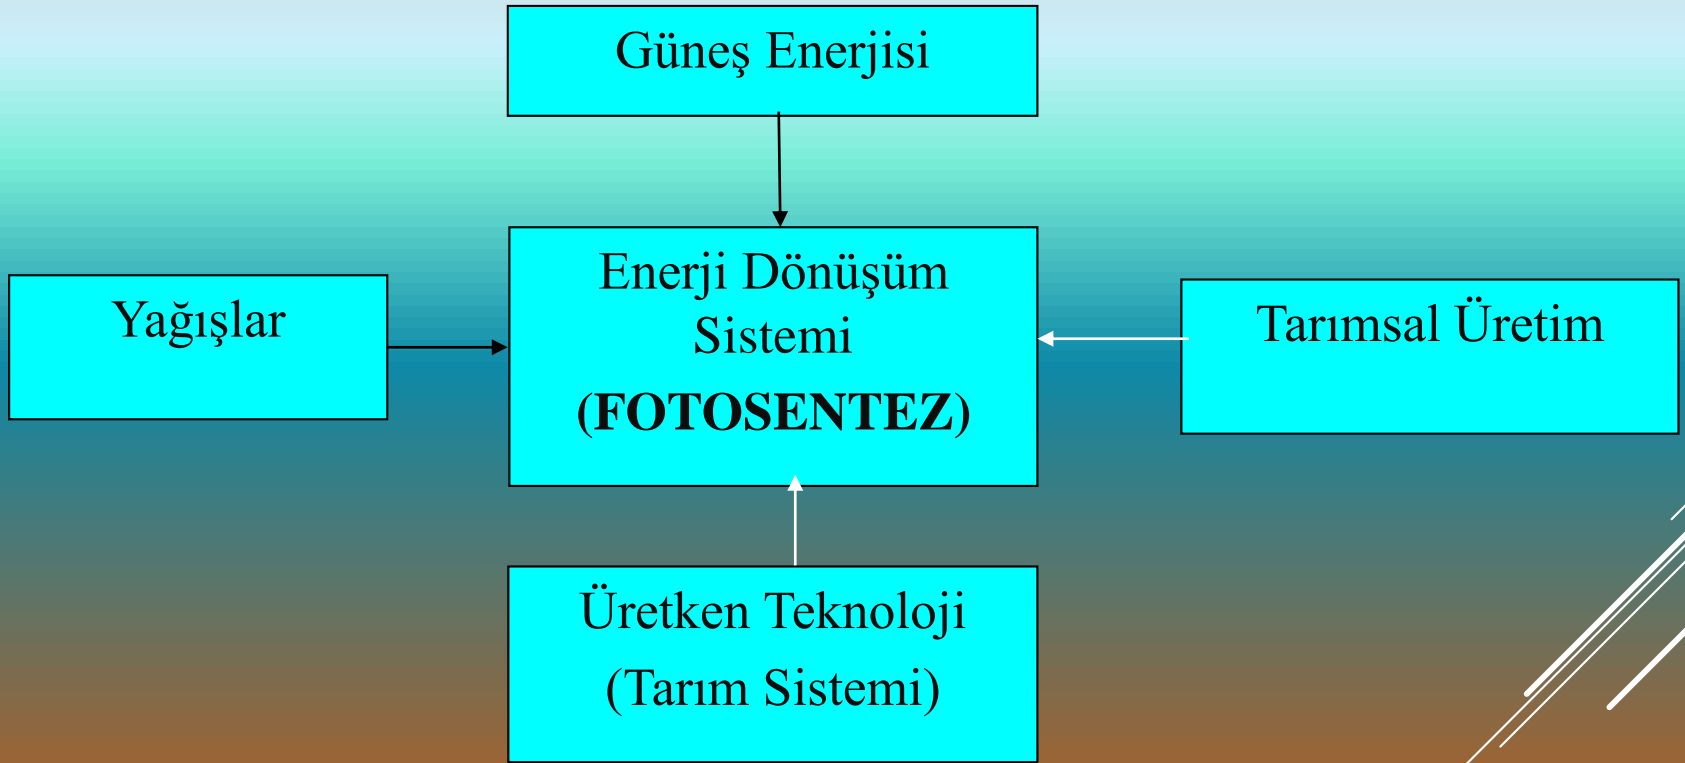 Güneş Enerjisi
Yağışlar
Enerji Dönüşüm
Sistemi
(FOTOSENTEZ)
Tarımsal Üretim
Üretken Teknoloji
(Tarım Sistemi)